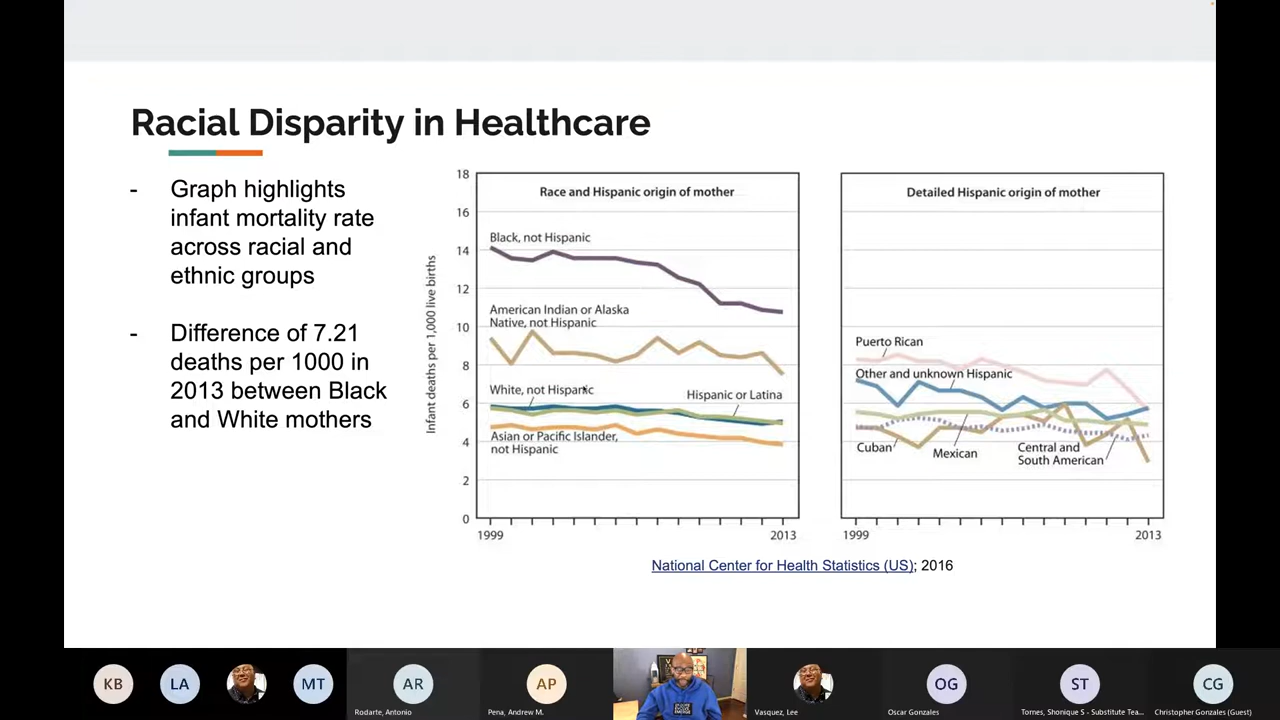 Racial Disparity in Healthcare
- Graph highlights
infant mortality rate
across racial and
ethnic groups
- Difference of 7.21
deaths per 1000 in
2013 between Black
and White mothers
Infant deaths per 1,000 live births
18
16
14
12
10
8
6
4
2
0
Race and Hispanic origin of mother
Black, not Hispanic
American Indian or Alaska
Native, not Hispanic
White, not Hispanic
Hispanic or Latina
Asian or Pacific Islander,
not Hispanic
1999
2013
Detailed Hispanic origin of mother
Puerto Rican
Other and unknown Hispanic
Cuban
Mexican
Central and
South American
1999
2013
National Center for Health Statistics (US); 2016
KB
LA
MT
AR
Rodarte, Antonio
AP
Pena, Andrew M.
Vasquez, Lee
OG
Oscar Gonzales
ST
Torres, Shonique S - Substitute Tea...
CG
Christopher Gonzales (Guest)